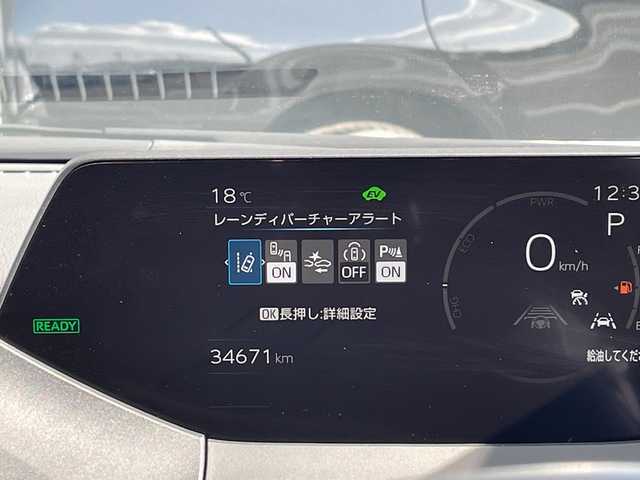 18℃
EV
12:3
レーンディパーチャーアラート
ON
OFF
P
ON
PWR
ECO
CHG
0 km/h
P
OK長押し:詳細設定
READY
34671 km
給油してくだ